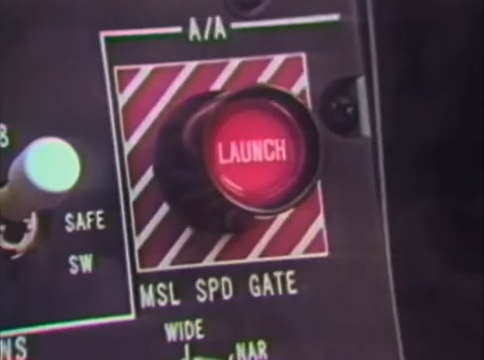 A/A
LAUNCH
SAFE
SW
MSL SPD GATE
WIDE
NAR